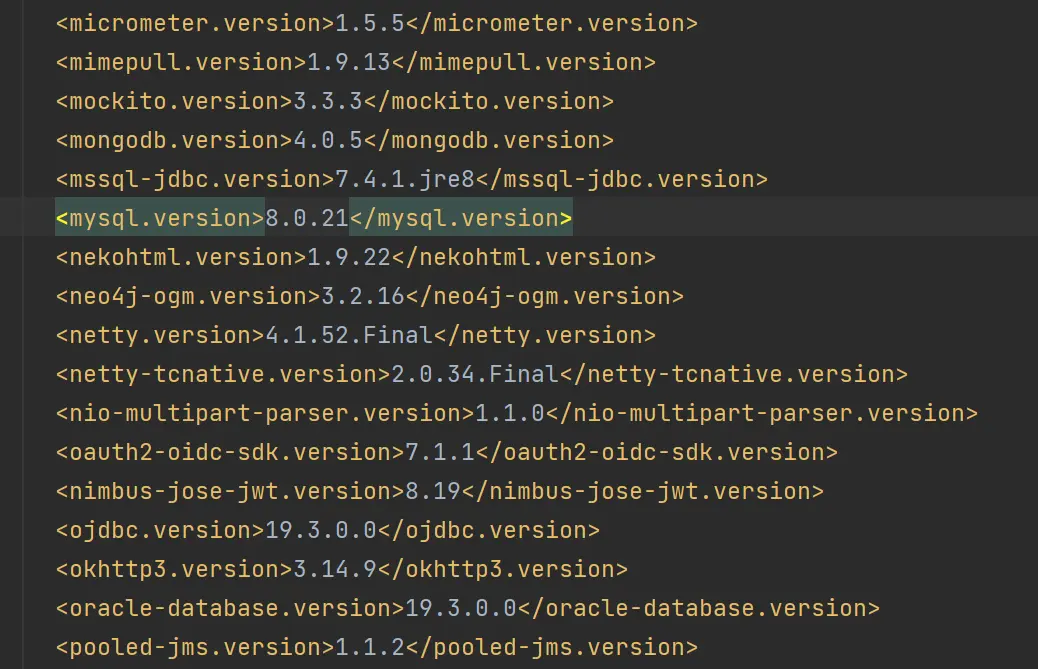 <micrometer.version>1.5.5</micrometer.version>
<mimepull.version>1.9.13</mimepull.version>
<mockito.version>3.3.3</mockito.version>
<mongodb.version>4.0.5</mongodb.version>
<mssql-jdbc.version>7.4.1.jre8</mssql-jdbc.version>
<mysql.version>8.0.21</mysql.version>
<nekohtml.version>1.9.22</nekohtml.version>
<neo4j-ogm.version>3.2.16</neo4j-ogm.version>
<netty.version>4.1.52.Final</netty.version>
<netty-tcnative.version>2.0.34.Final</netty-tcnative.version>
<nio-multipart-parser.version>1.1.0</nio-multipart-parser.version>
<oauth2-oidc-sdk.version>7.1.1</oauth2-oidc-sdk.version>
<nimbus-jose-jwt.version>8.19</nimbus-jose-jwt.version>
<ojdbc.version>19.3.0.0</ojdbc.version>
<okhttp3.version>3.14.9</okhttp3.version>
<oracle-database.version>19.3.0.0</oracle-database.version>
<pooled-jms.version>1.1.2</pooled-jms.version>